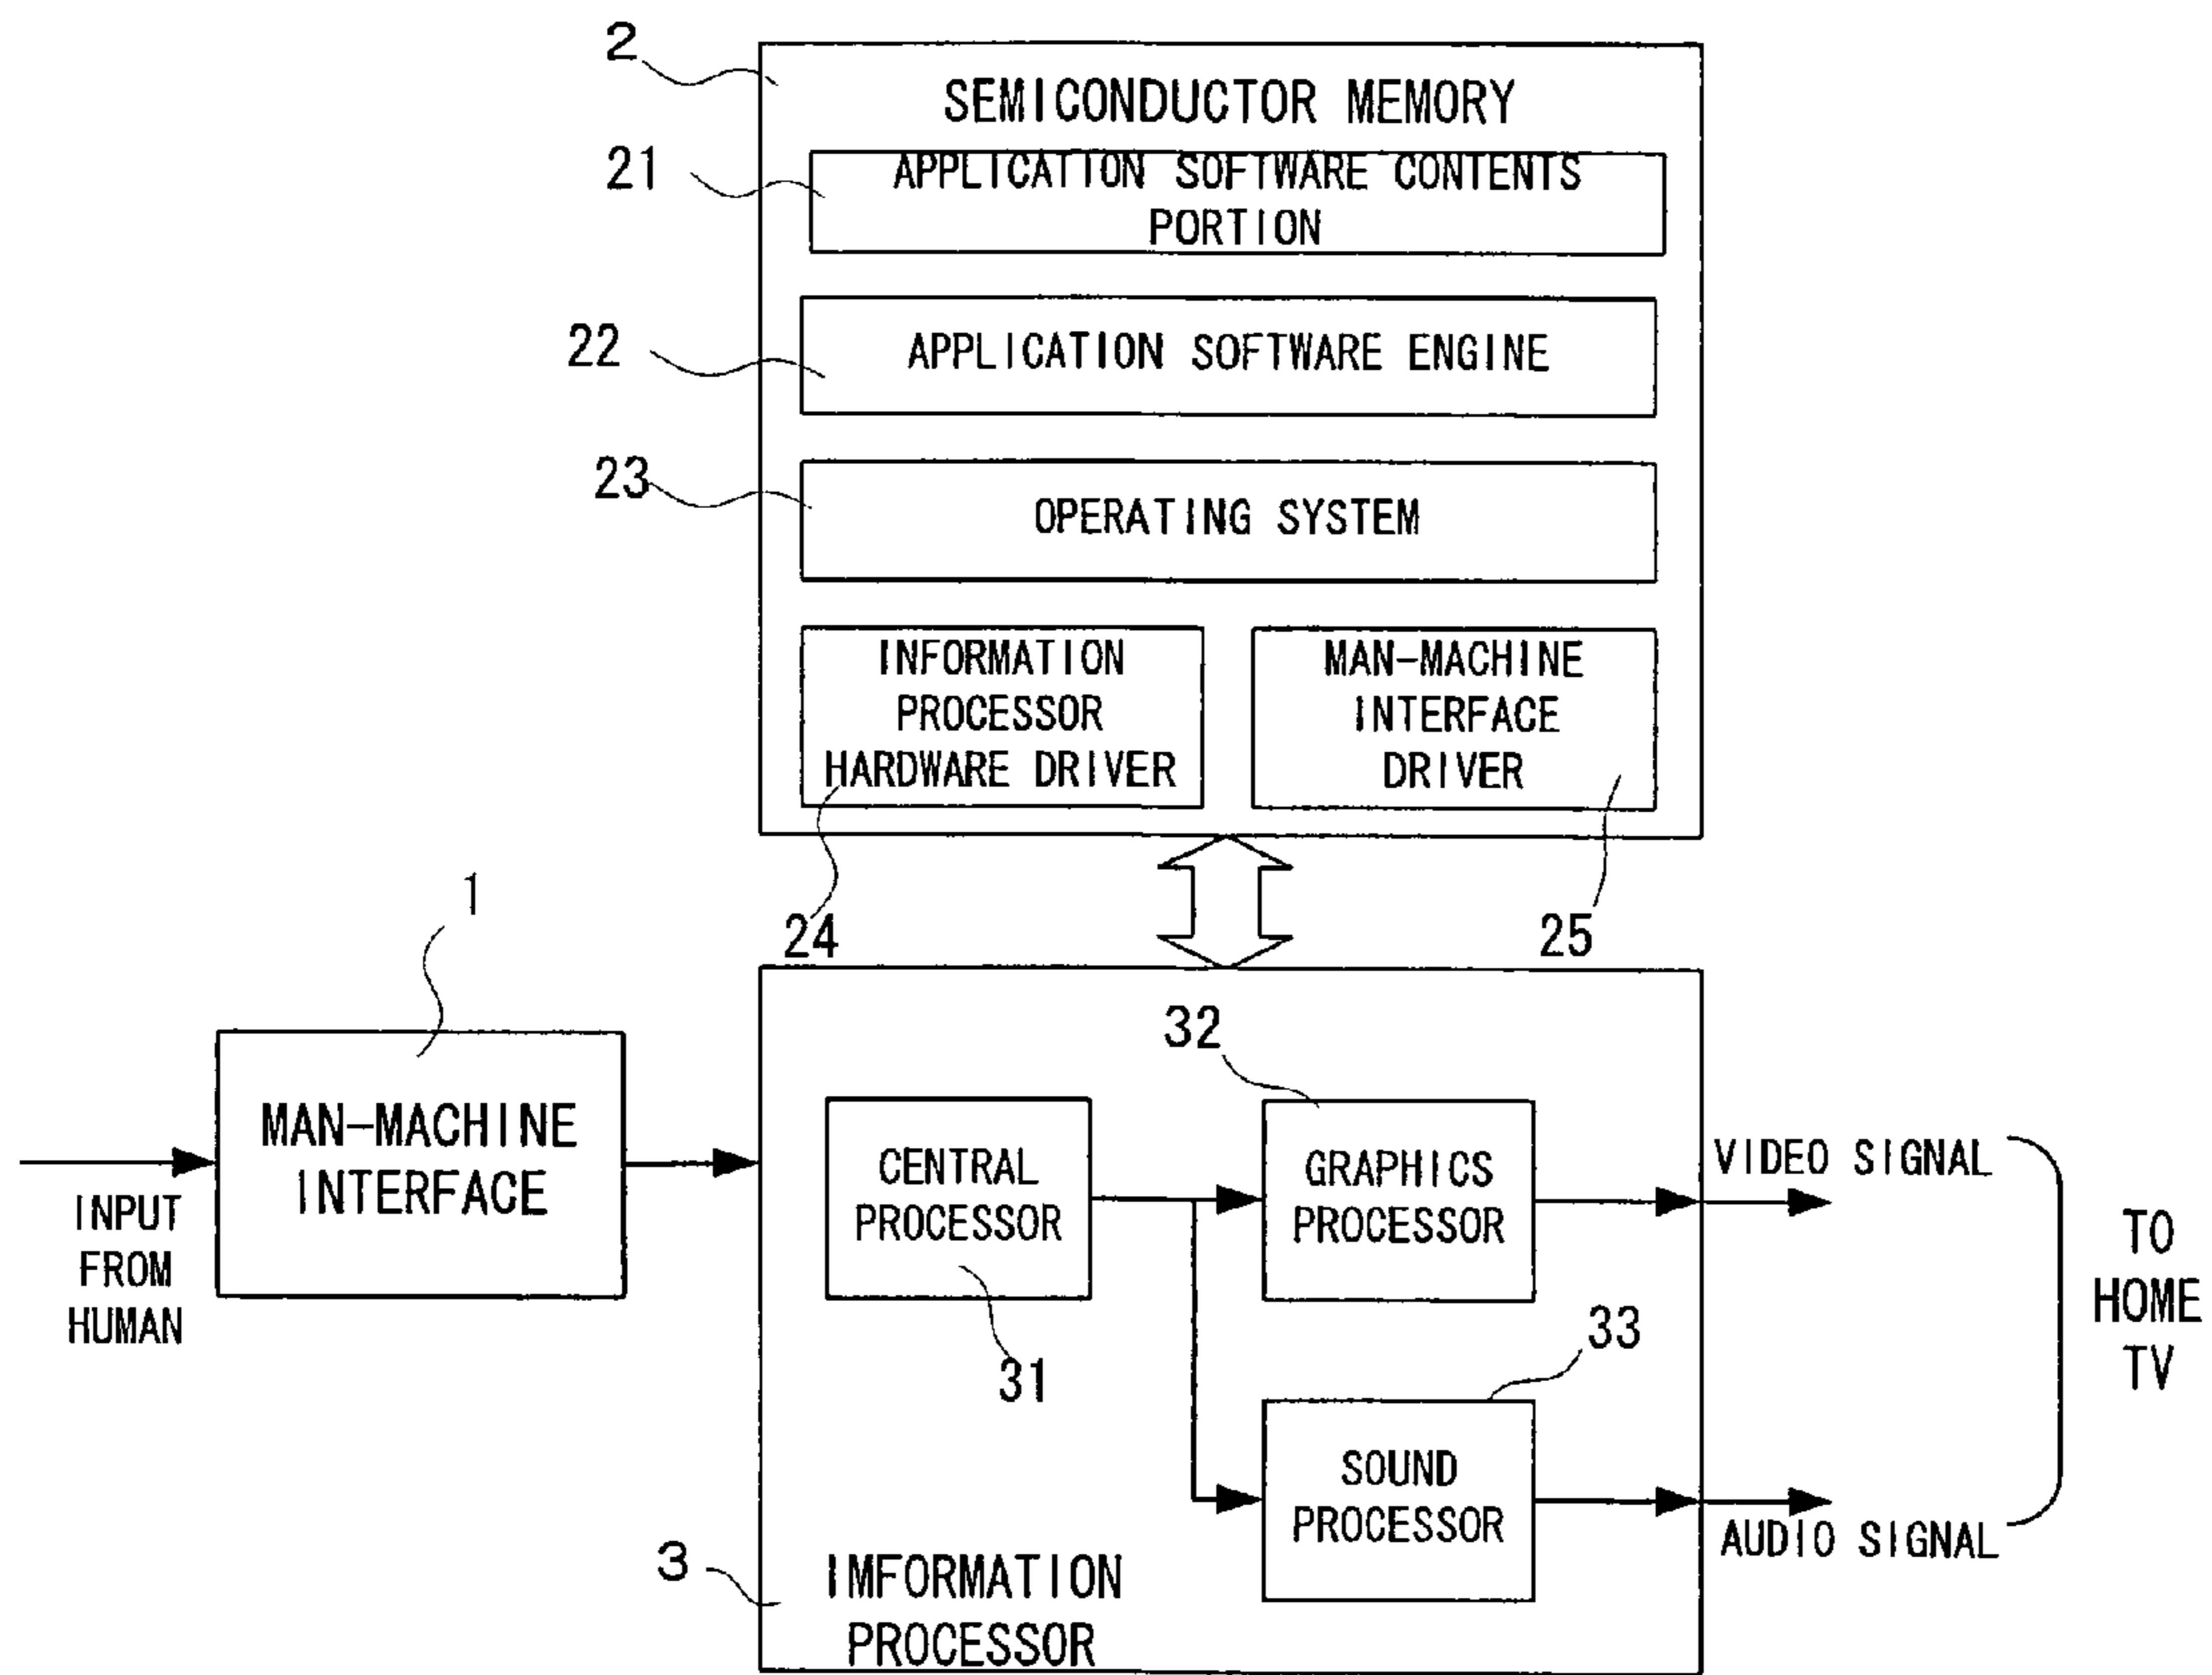 2
SEMICONDUCTOR MEMORY
21
APPLICATION SOFTWARE CONTENTS
PORTION
22
APPLICATION SOFTWARE ENGINE
23
OPERATING SYSTEM
INFORMATION
PROCESSOR
HARDWARE DRIVER
MAN-MACHINE
INTERFACE
DRIVER
24
25
1
MAN-MACHINE
INTERFACE
INPUT
FROM
HUMAN
32
CENTRAL
PROCESSOR
31
GRAPHICS
PROCESSOR
33
SOUND
PROCESSOR
3
IMFORMATION
PROCESSOR
VIDEO SIGNAL
AUDIO SIGNAL
TO
HOME
TV